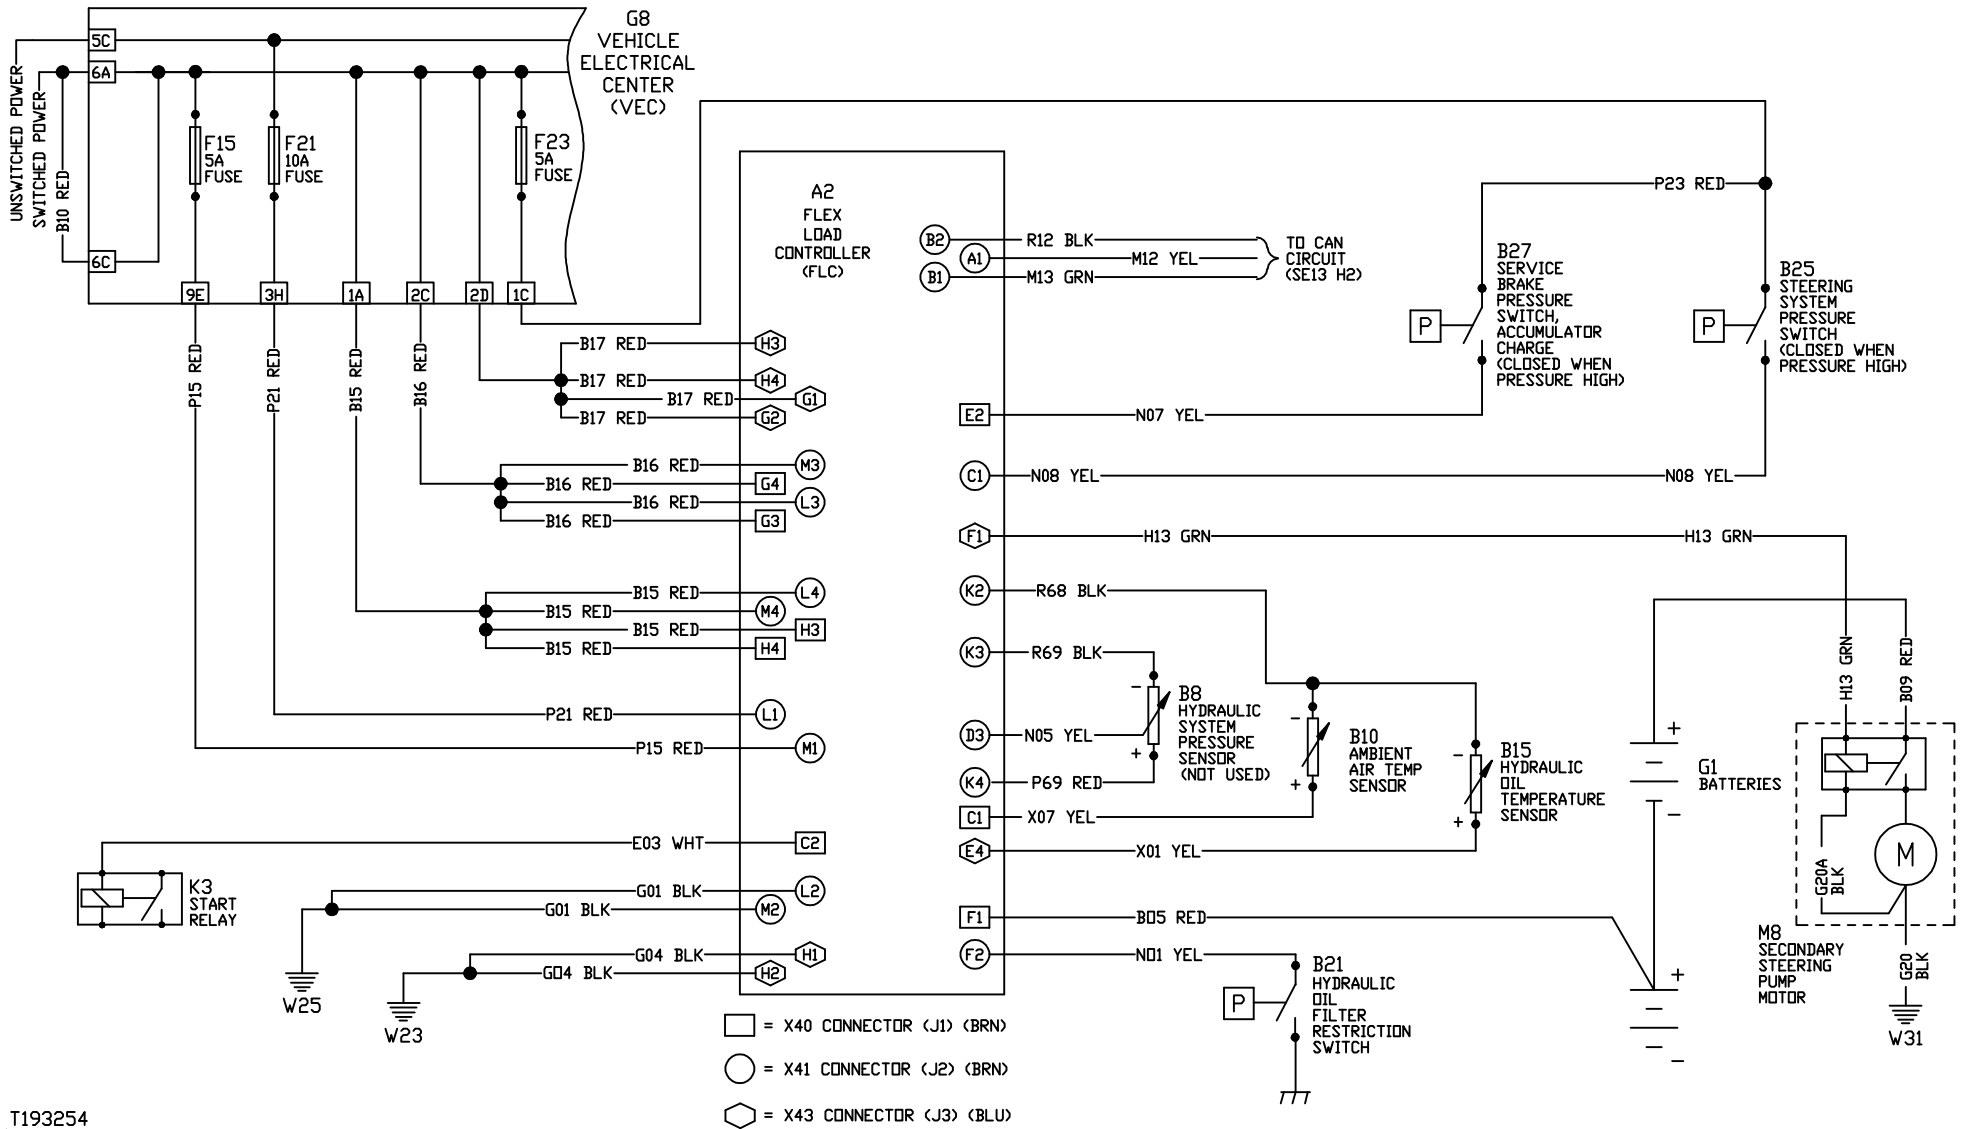 G8
VEHICLE
ELECTRICAL
CENTER
(VEC)
UNSWITCHED POWER
SWITCHED POWER
B10 RED
5C
6A
6C
F15
5A
FUSE
F21
10A
FUSE
F23
5A
FUSE
9E
3H
1A
2C
2D
1C
P15 RED
P21 RED
B15 RED
B16 RED
A2
FLEX
LOAD
CONTROLLER
(FLC)
B17 RED
H3
B17 RED
H4
B17 RED
G1
B17 RED
G2
B16 RED
M3
B16 RED
G4
B16 RED
L3
B16 RED
G3
B15 RED
L4
B15 RED
M4
B15 RED
H3
B15 RED
H4
P21 RED
L1
P15 RED
M1
E03 WHT
C2
K3
START
RELAY
G01 BLK
L2
G01 BLK
M2
W25
G04 BLK
H1
G04 BLK
H2
W23
B2
R12 BLK
A1
M12 YEL
B1
M13 GRN
TO CAN
CIRCUIT
(SE13 H2)
P23 RED
P
B27
SERVICE
BRAKE
PRESSURE
SWITCH,
ACCUMULATOR
CHARGE
(CLOSED WHEN
PRESSURE HIGH)
P
B25
STEERING
SYSTEM
PRESSURE
SWITCH
(CLOSED WHEN
PRESSURE HIGH)
E2
N07 YEL
C1
N08 YEL
N08 YEL
F1
H13 GRN
H13 GRN
K2
R68 BLK
K3
R69 BLK
D3
N05 YEL
K4
P69 RED
C1
X07 YEL
E4
X01 YEL
F1
B05 RED
F2
N01 YEL
- +
B8
HYDRAULIC
SYSTEM
PRESSURE
SENSOR
(NOT USED)
- +
B10
AMBIENT
AIR TEMP
SENSOR
- +
B15
HYDRAULIC
OIL
TEMPERATURE
SENSOR
+
G1
BATTERIES
-
+
-
H13 GRN
B09 RED
M
G20A
BLK
G20
BLK
W31
M8
SECONDARY
STEERING
PUMP
MOTOR
P
B21
HYDRAULIC
OIL
FILTER
RESTRICTION
SWITCH
= X40 CONNECTOR (J1) (BRN)
= X41 CONNECTOR (J2) (BRN)
= X43 CONNECTOR (J3) (BLU)
T193254